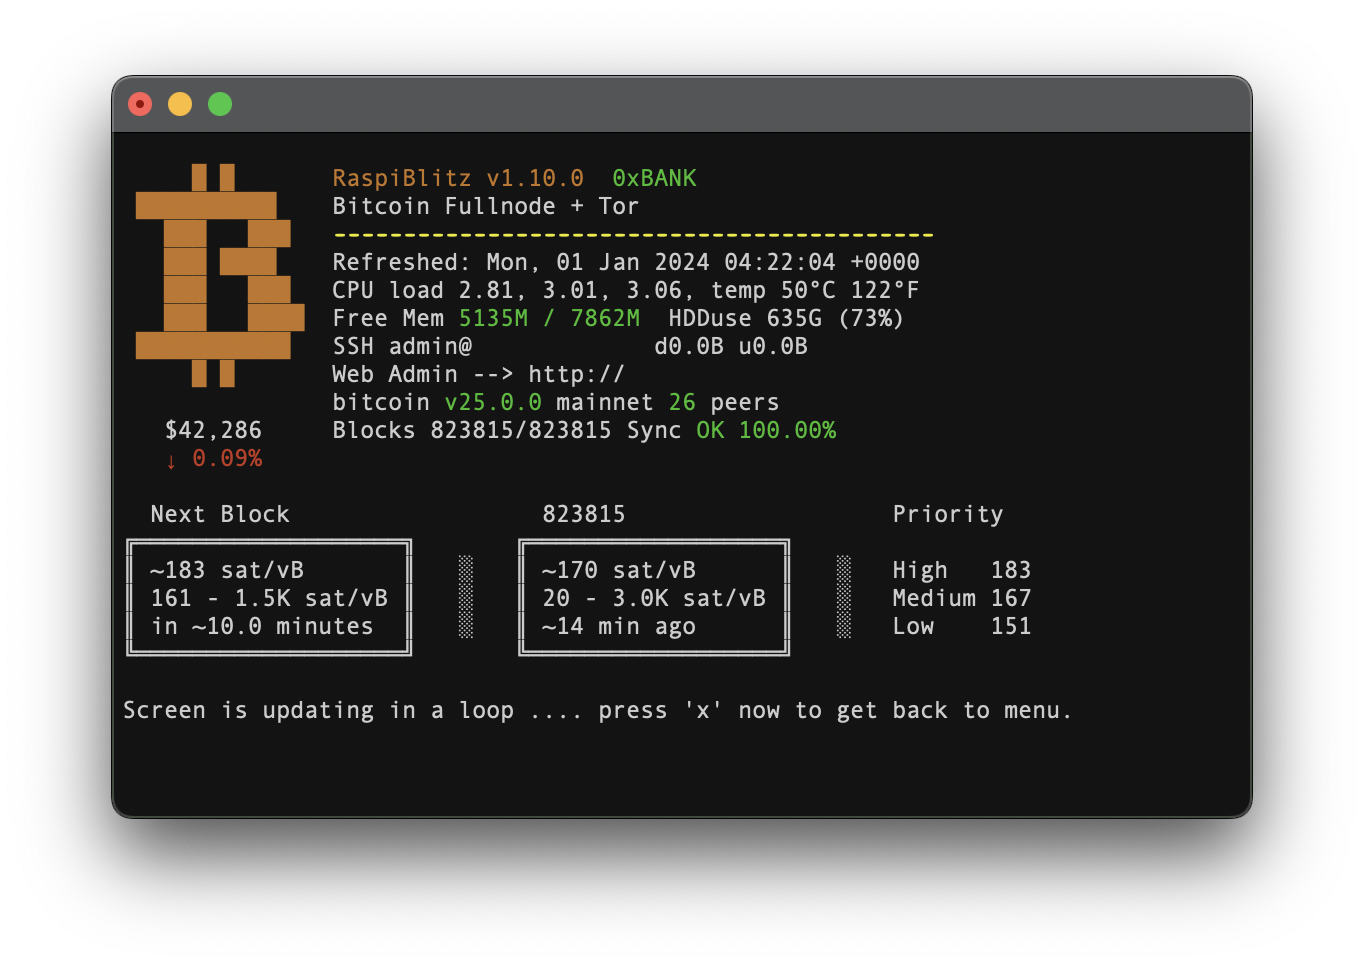 RaspiBlitz v1.10.0  0xBANK
Bitcoin Fullnode + Tor
-------------------------------------------
Refreshed: Mon, 01 Jan 2024 04:22:04 +0000
CPU load 2.81, 3.01, 3.06, temp 50°C 122°F
Free Mem 5135M / 7862M  HDDuse 635G (73%)
SSH admin@             d0.0B u0.0B
Web Admin --> http://
bitcoin v25.0.0 mainnet 26 peers
$42,286     Blocks 823815/823815 Sync OK 100.00%
↓ 0.09%
Next Block                  823815                   Priority
~183 sat/vB                 ~170 sat/vB              High   183
161 - 1.5K sat/vB           20 - 3.0K sat/vB         Medium 167
in ~10.0 minutes            ~14 min ago              Low    151
Screen is updating in a loop .... press 'x' now to get back to menu.